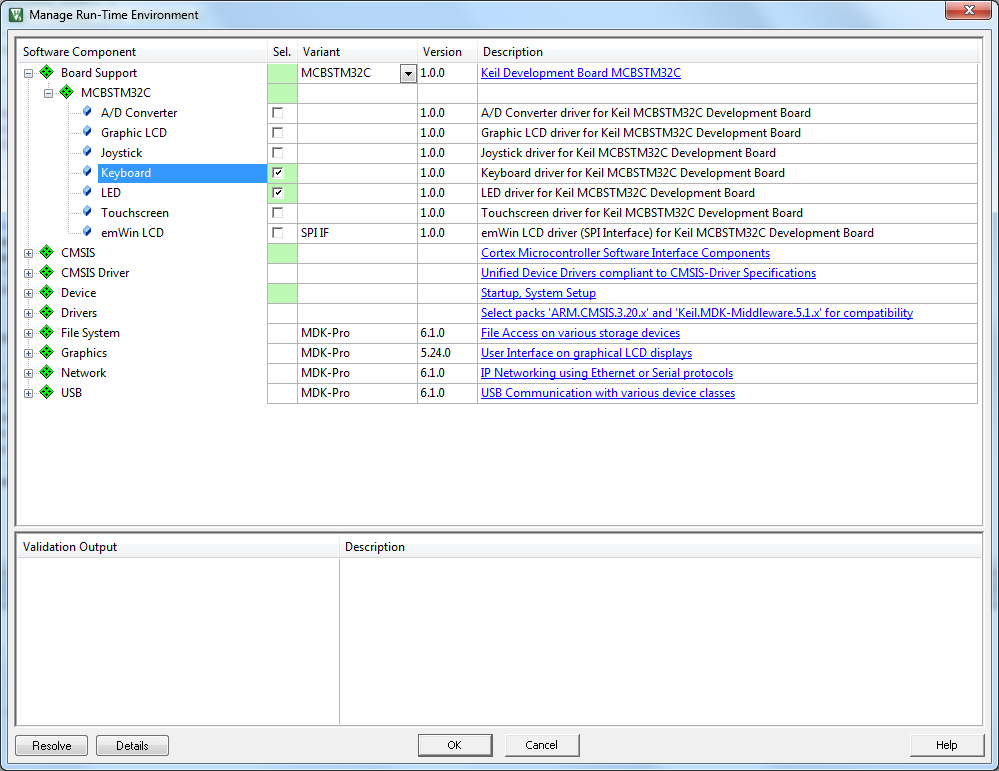 Manage Run-Time Environment
Software Component Sel. Variant Version Description
Board Support MCBSTM32C 1.0.0 Keil Development Board MCBSTM32C
MCBSTM32C
A/D Converter 1.0.0 A/D Converter driver for Keil MCBSTM32C Development Board
Graphic LCD 1.0.0 Graphic LCD driver for Keil MCBSTM32C Development Board
Joystick 1.0.0 Joystick driver for Keil MCBSTM32C Development Board
Keyboard 1.0.0 Keyboard driver for Keil MCBSTM32C Development Board
LED 1.0.0 LED driver for Keil MCBSTM32C Development Board
Touchscreen 1.0.0 Touchscreen driver for Keil MCBSTM32C Development Board
emWin LCD SPI IF 1.0.0 emWin LCD driver (SPI Interface) for Keil MCBSTM32C Development Board
CMSIS Cortex Microcontroller Software Interface Components
CMSIS Driver Unified Device Drivers compliant to CMSIS-Driver Specifications
Device Startup, System Setup
Drivers Select packs 'ARM.CMSIS.3.20.x' and 'Keil.MDK-Middleware.5.1.x' for compatibility
File System MDK-Pro 6.1.0 File Access on various storage devices
Graphics MDK-Pro 5.24.0 User Interface on graphical LCD displays
Network MDK-Pro 6.1.0 IP Networking using Ethernet or Serial protocols
USB MDK-Pro 6.1.0 USB Communication with various device classes
Validation Output Description
Resolve Details OK Cancel Help